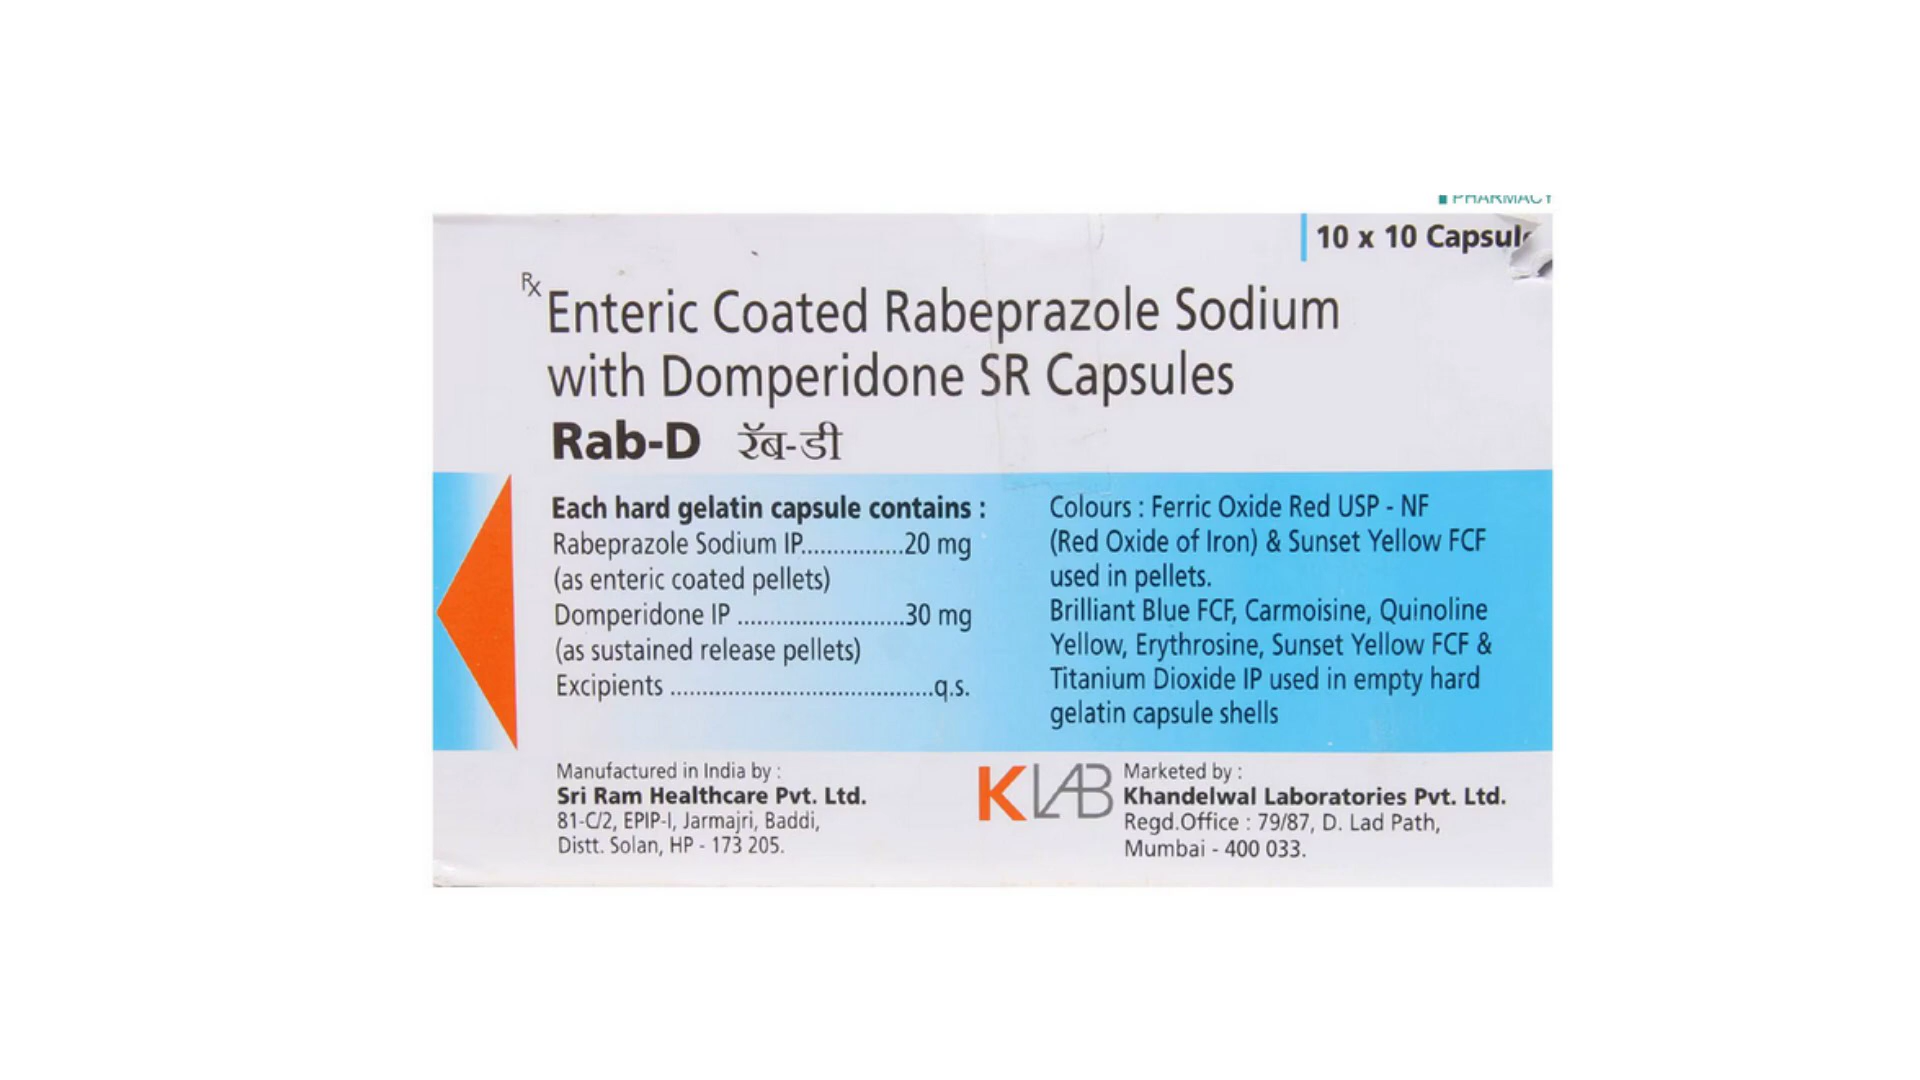 PHARMACY
10 x 10 Capsule
Rx Enteric Coated Rabeprazole Sodium
with Domperidone SR Capsules
Rab-D रॅब-डी
Each hard gelatin capsule contains :
Rabeprazole Sodium IP................20 mg
(as enteric coated pellets)
Domperidone IP ..........................30 mg
(as sustained release pellets)
Excipients .........................................q.s.
Colours : Ferric Oxide Red USP - NF
(Red Oxide of Iron) & Sunset Yellow FCF
used in pellets.
Brilliant Blue FCF, Carmoisine, Quinoline
Yellow, Erythrosine, Sunset Yellow FCF &
Titanium Dioxide IP used in empty hard
gelatin capsule shells
Manufactured in India by :
Sri Ram Healthcare Pvt. Ltd.
81-C/2, EPIP-I, Jarmajri, Baddi,
Distt. Solan, HP - 173 205.
KLAB
Marketed by :
Khandelwal Laboratories Pvt. Ltd.
Regd.Office : 79/87, D. Lad Path,
Mumbai - 400 033.